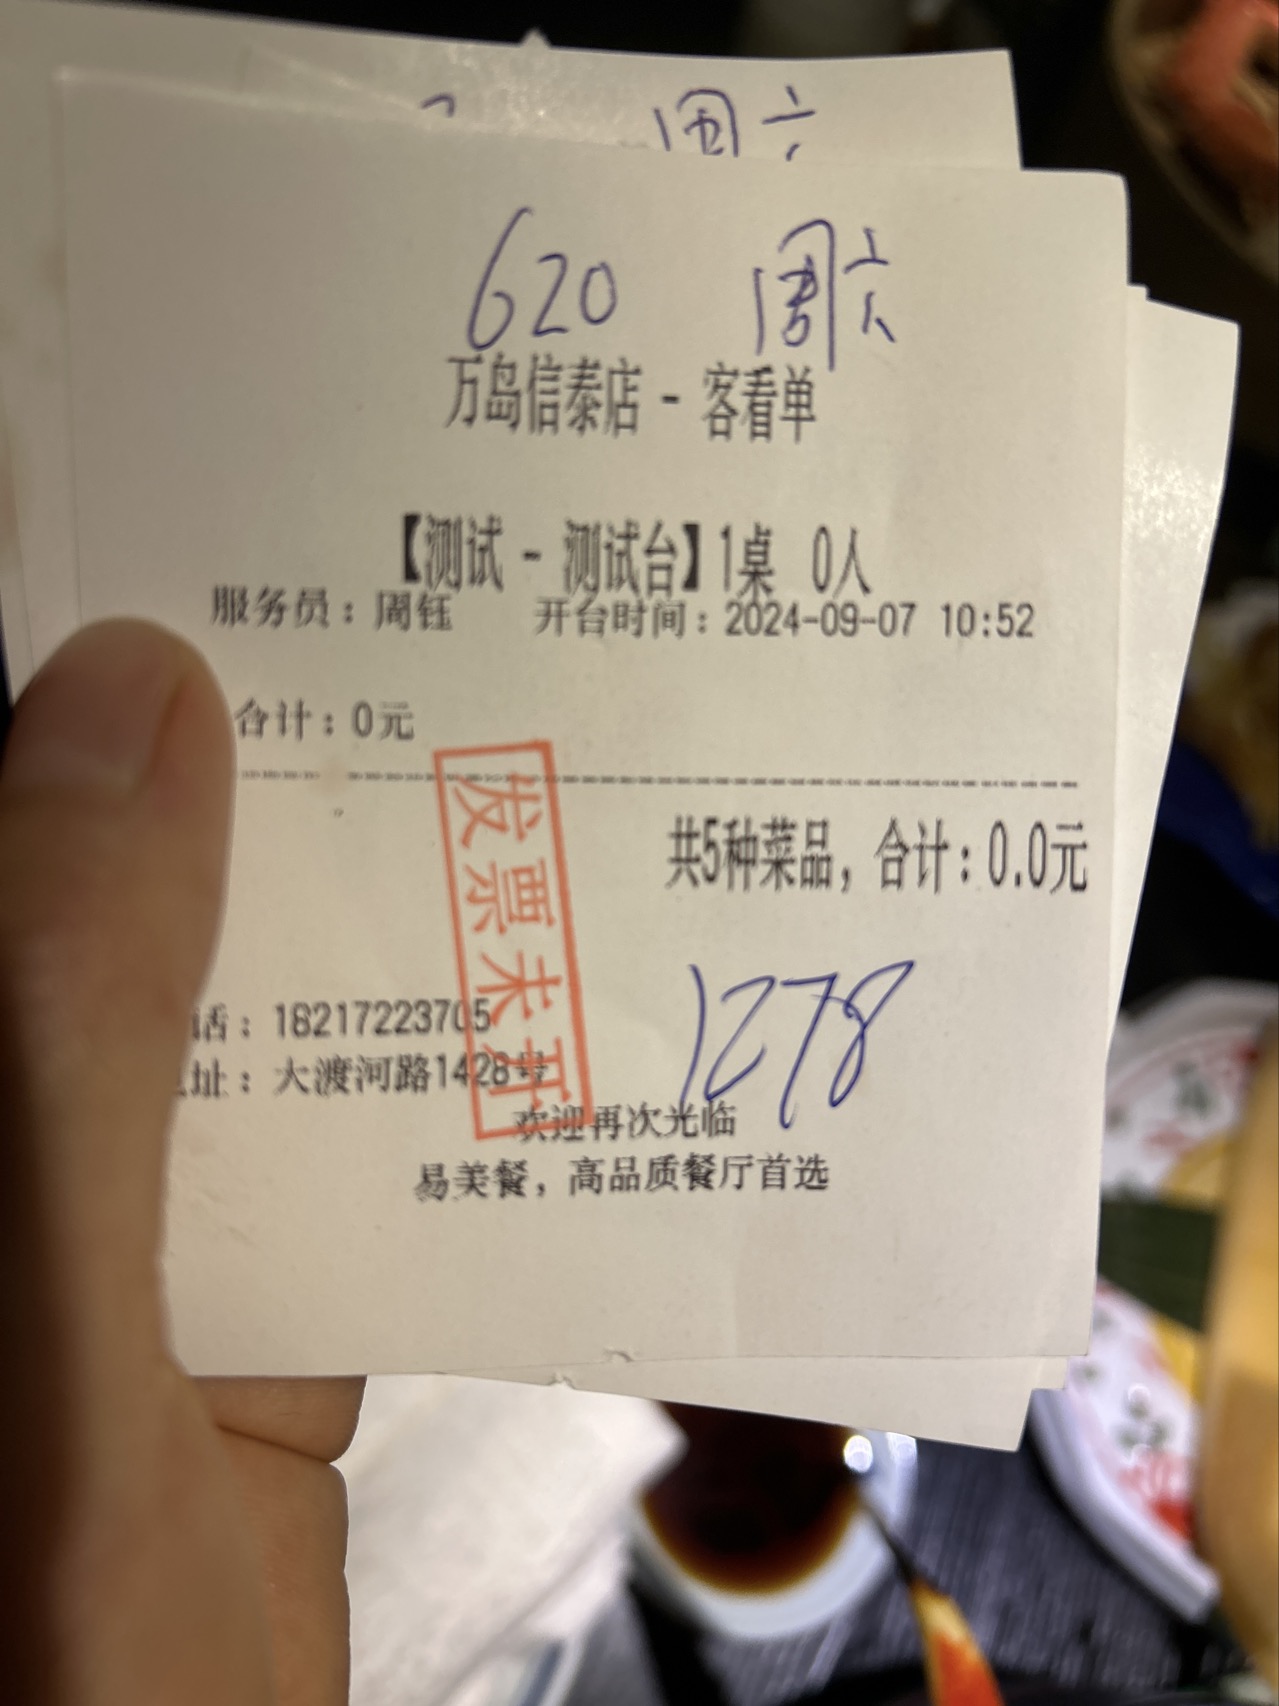 周六
620 周六
万岛信泰店 - 客看单
【测试 - 测试台】1桌 0人
服务员：周钰 开台时间：2024-09-07 10:52
合计：0元
共5种菜品，合计：0.0元
发票未开
1278
话：18217223705
址：大渡河路1428号
欢迎再次光临
易美餐，高品质餐厅首选